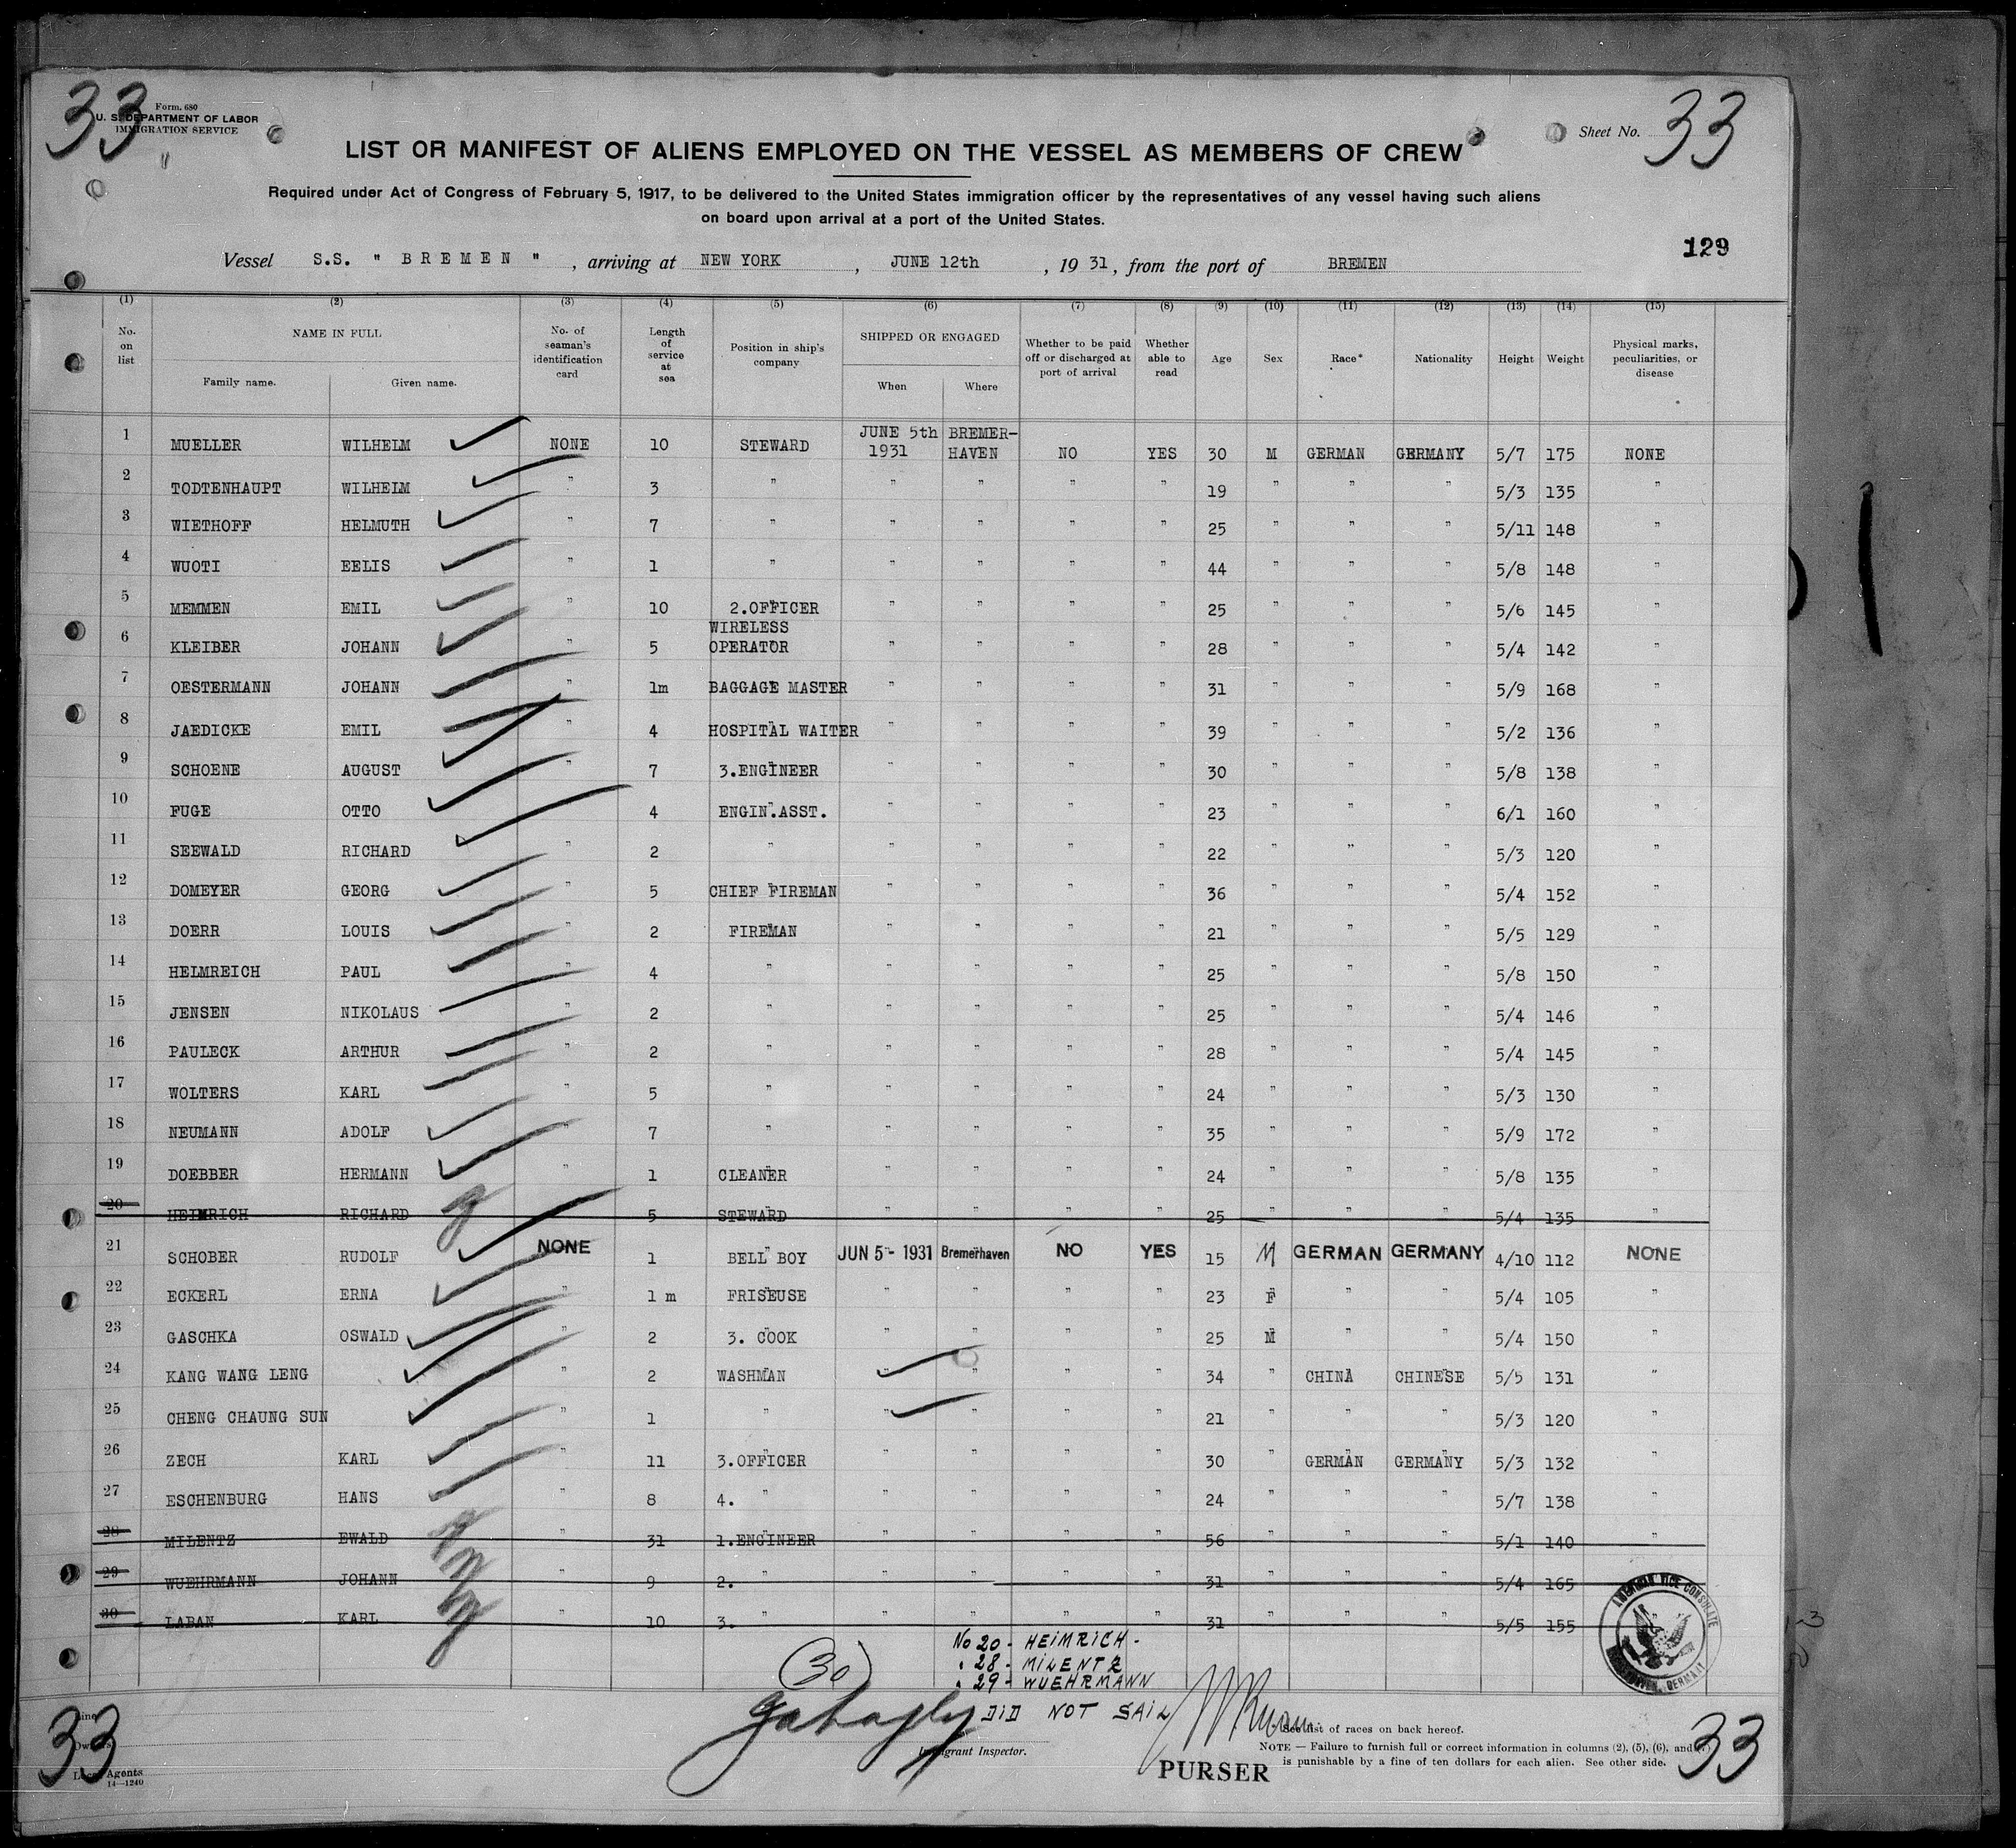 33
Form. 680
U. S. DEPARTMENT OF LABOR
IMMIGRATION SERVICE
Sheet No. 33
LIST OR MANIFEST OF ALIENS EMPLOYED ON THE VESSEL AS MEMBERS OF CREW
Required under Act of Congress of February 5, 1917, to be delivered to the United States immigration officer by the representatives of any vessel having such aliens
on board upon arrival at a port of the United States.
129
Vessel S.S. " BREMEN ", arriving at NEW YORK, JUNE 12th, 19 31, from the port of BREMEN
(1) (2) (3) (4) (5) (6) (7) (8) (9) (10) (11) (12) (13) (14) (15)
No. on list | NAME IN FULL | Family name. | Given name. | No. of seaman's identification card | Length of service at sea | Position in ship's company | SHIPPED OR ENGAGED | When | Where | Whether to be paid off or discharged at port of arrival | Whether able to read | Age | Sex | Race* | Nationality | Height | Weight | Physical marks, peculiarities, or disease
1 MUELLER WILHELM NONE 10 STEWARD JUNE 5th 1931 BREMER-HAVEN NO YES 30 M GERMAN GERMANY 5/7 175 NONE
2 TODTENHAUPT WILHELM " 3 " " " " " 19 " " " 5/3 135 "
3 WIETHOFF HELMUTH " 7 " " " " " 25 " " " 5/11 148 "
4 WUOTI EELIS " 1 " " " " " 44 " " " 5/8 148 "
5 MEMMEN EMIL " 10 2.OFFICER " " " " 25 " " " 5/6 145 "
6 KLEIBER JOHANN " 5 WIRELESS OPERATOR " " " " 28 " " " 5/4 142 "
7 OESTERMANN JOHANN " 1m BAGGAGE MASTER " " " " 31 " " " 5/9 168 "
8 JAEDICKE EMIL " 4 HOSPITAL WAITER " " " " 39 " " " 5/2 136 "
9 SCHOENE AUGUST " 7 3.ENGINEER " " " " 30 " " " 5/8 138 "
10 FUGE OTTO 4 ENGIN.ASST. " " " " 23 " " " 6/1 160 "
11 SEEWALD RICHARD " 2 " " " " " 22 " " " 5/3 120 "
12 DOMEYER GEORG " 5 CHIEF FIREMAN " " " " 36 " " " 5/4 152 "
13 DOERR LOUIS " 2 FIREMAN " " " " 21 " " " 5/5 129 "
14 HELMREICH PAUL " 4 " " " " " 25 " " " 5/8 150 "
15 JENSEN NIKOLAUS " 2 " " " " " 25 " " " 5/4 146 "
16 PAULECK ARTHUR " 2 " " " " " 28 " " " 5/4 145 "
17 WOLTERS KARL " 5 " " " " " 24 " " " 5/3 130 "
18 NEUMANN ADOLF " 7 " " " " " 35 " " " 5/9 172 "
19 DOEBBER HERMANN " 1 CLEANER " " " " 24 " " " 5/8 135 "
20 HEIMRICH RICHARD 5 STEWARD " " " " 25 " " " 5/4 135 "
21 SCHOBER RUDOLF NONE 1 BELL BOY JUN 5 - 1931 Bremerhaven NO YES 15 M GERMAN GERMANY 4/10 112 NONE
22 ECKERL ERNA " 1 m FRISEUSE " " " " 23 F " " 5/4 105 "
23 GASCHKA OSWALD " 2 3. COOK " " " " 25 M " " 5/4 150 "
24 KANG WANG LENG " 2 WASHMAN " " " " 34 " CHINA CHINESE 5/5 131 "
25 CHENG CHAUNG SUN " 1 " " " " " 21 " " " 5/3 120 "
26 ZECH KARL " 11 3.OFFICER " " " " 30 " GERMAN GERMANY 5/3 132 "
27 ESCHENBURG HANS " 8 4. " " " " " 24 " " " 5/7 138 "
28 MILENTZ EWALD " 31 1.ENGINEER " " " " 56 " " " 5/1 140 "
29 WUEHRMANN JOHANN " 9 2. " " " " " 31 " " " 5/4 165
30 LABAN KARL " 10 3. " " " " " 31 " " " 5/5 155 "
No 20 - HEIMRICH -
" 28 - MILENTZ
" 29 - WUEHRMANN
DID NOT SAIL
(30)
AMERICAN VICE CONSULATE
BREMERHAVEN, GERMANY
33
Line
Owners
Local Agents
14—1240
Immigrant Inspector.
PURSER
See list of races on back hereof.
NOTE — Failure to furnish full or correct information in columns (2), (5), (6), and
is punishable by a fine of ten dollars for each alien. See other side.
33